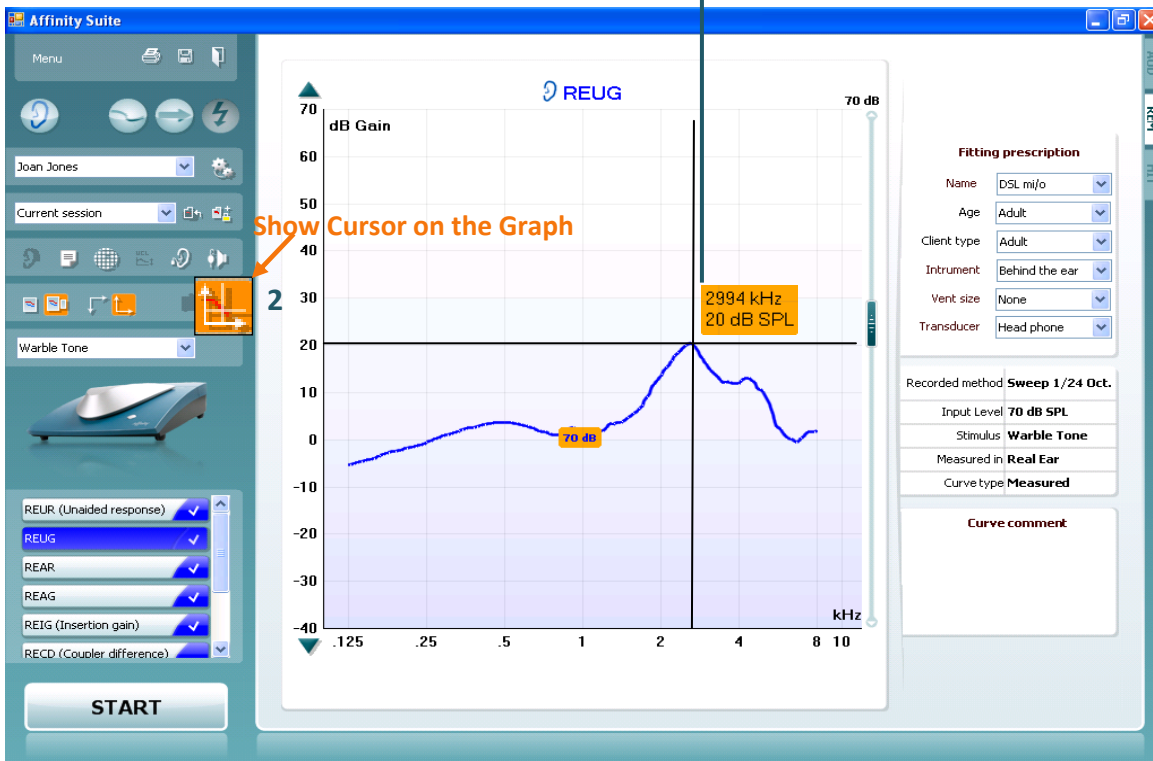 Affinity Suite
Menu
Joan Jones
Current session
Show Cursor on the Graph
2
Warble Tone
REUR (Unaided response)
REUG
REAR
REAG
REIG (Insertion gain)
RECD (Coupler difference)
START
REUG
70 dB
dB Gain
70
60
50
40
30
20
10
0
-10
-20
-30
-40
2994 kHz
20 dB SPL
70 dB
kHz
.125 .25 .5 1 2 4 8 10
Fitting prescription
Name DSL mi/o
Age Adult
Client type Adult
Intrument Behind the ear
Vent size None
Transducer Head phone
Recorded method Sweep 1/24 Oct.
Input Level 70 dB SPL
Stimulus Warble Tone
Measured in Real Ear
Curve type Measured
Curve comment
AUD
REM
HIT